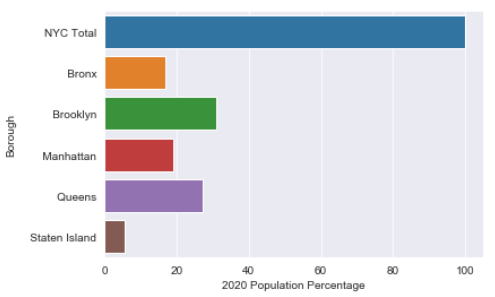 NYC Total
Bronx
Brooklyn
Manhattan
Queens
Staten Island
Borough
0 20 40 60 80 100
2020 Population Percentage